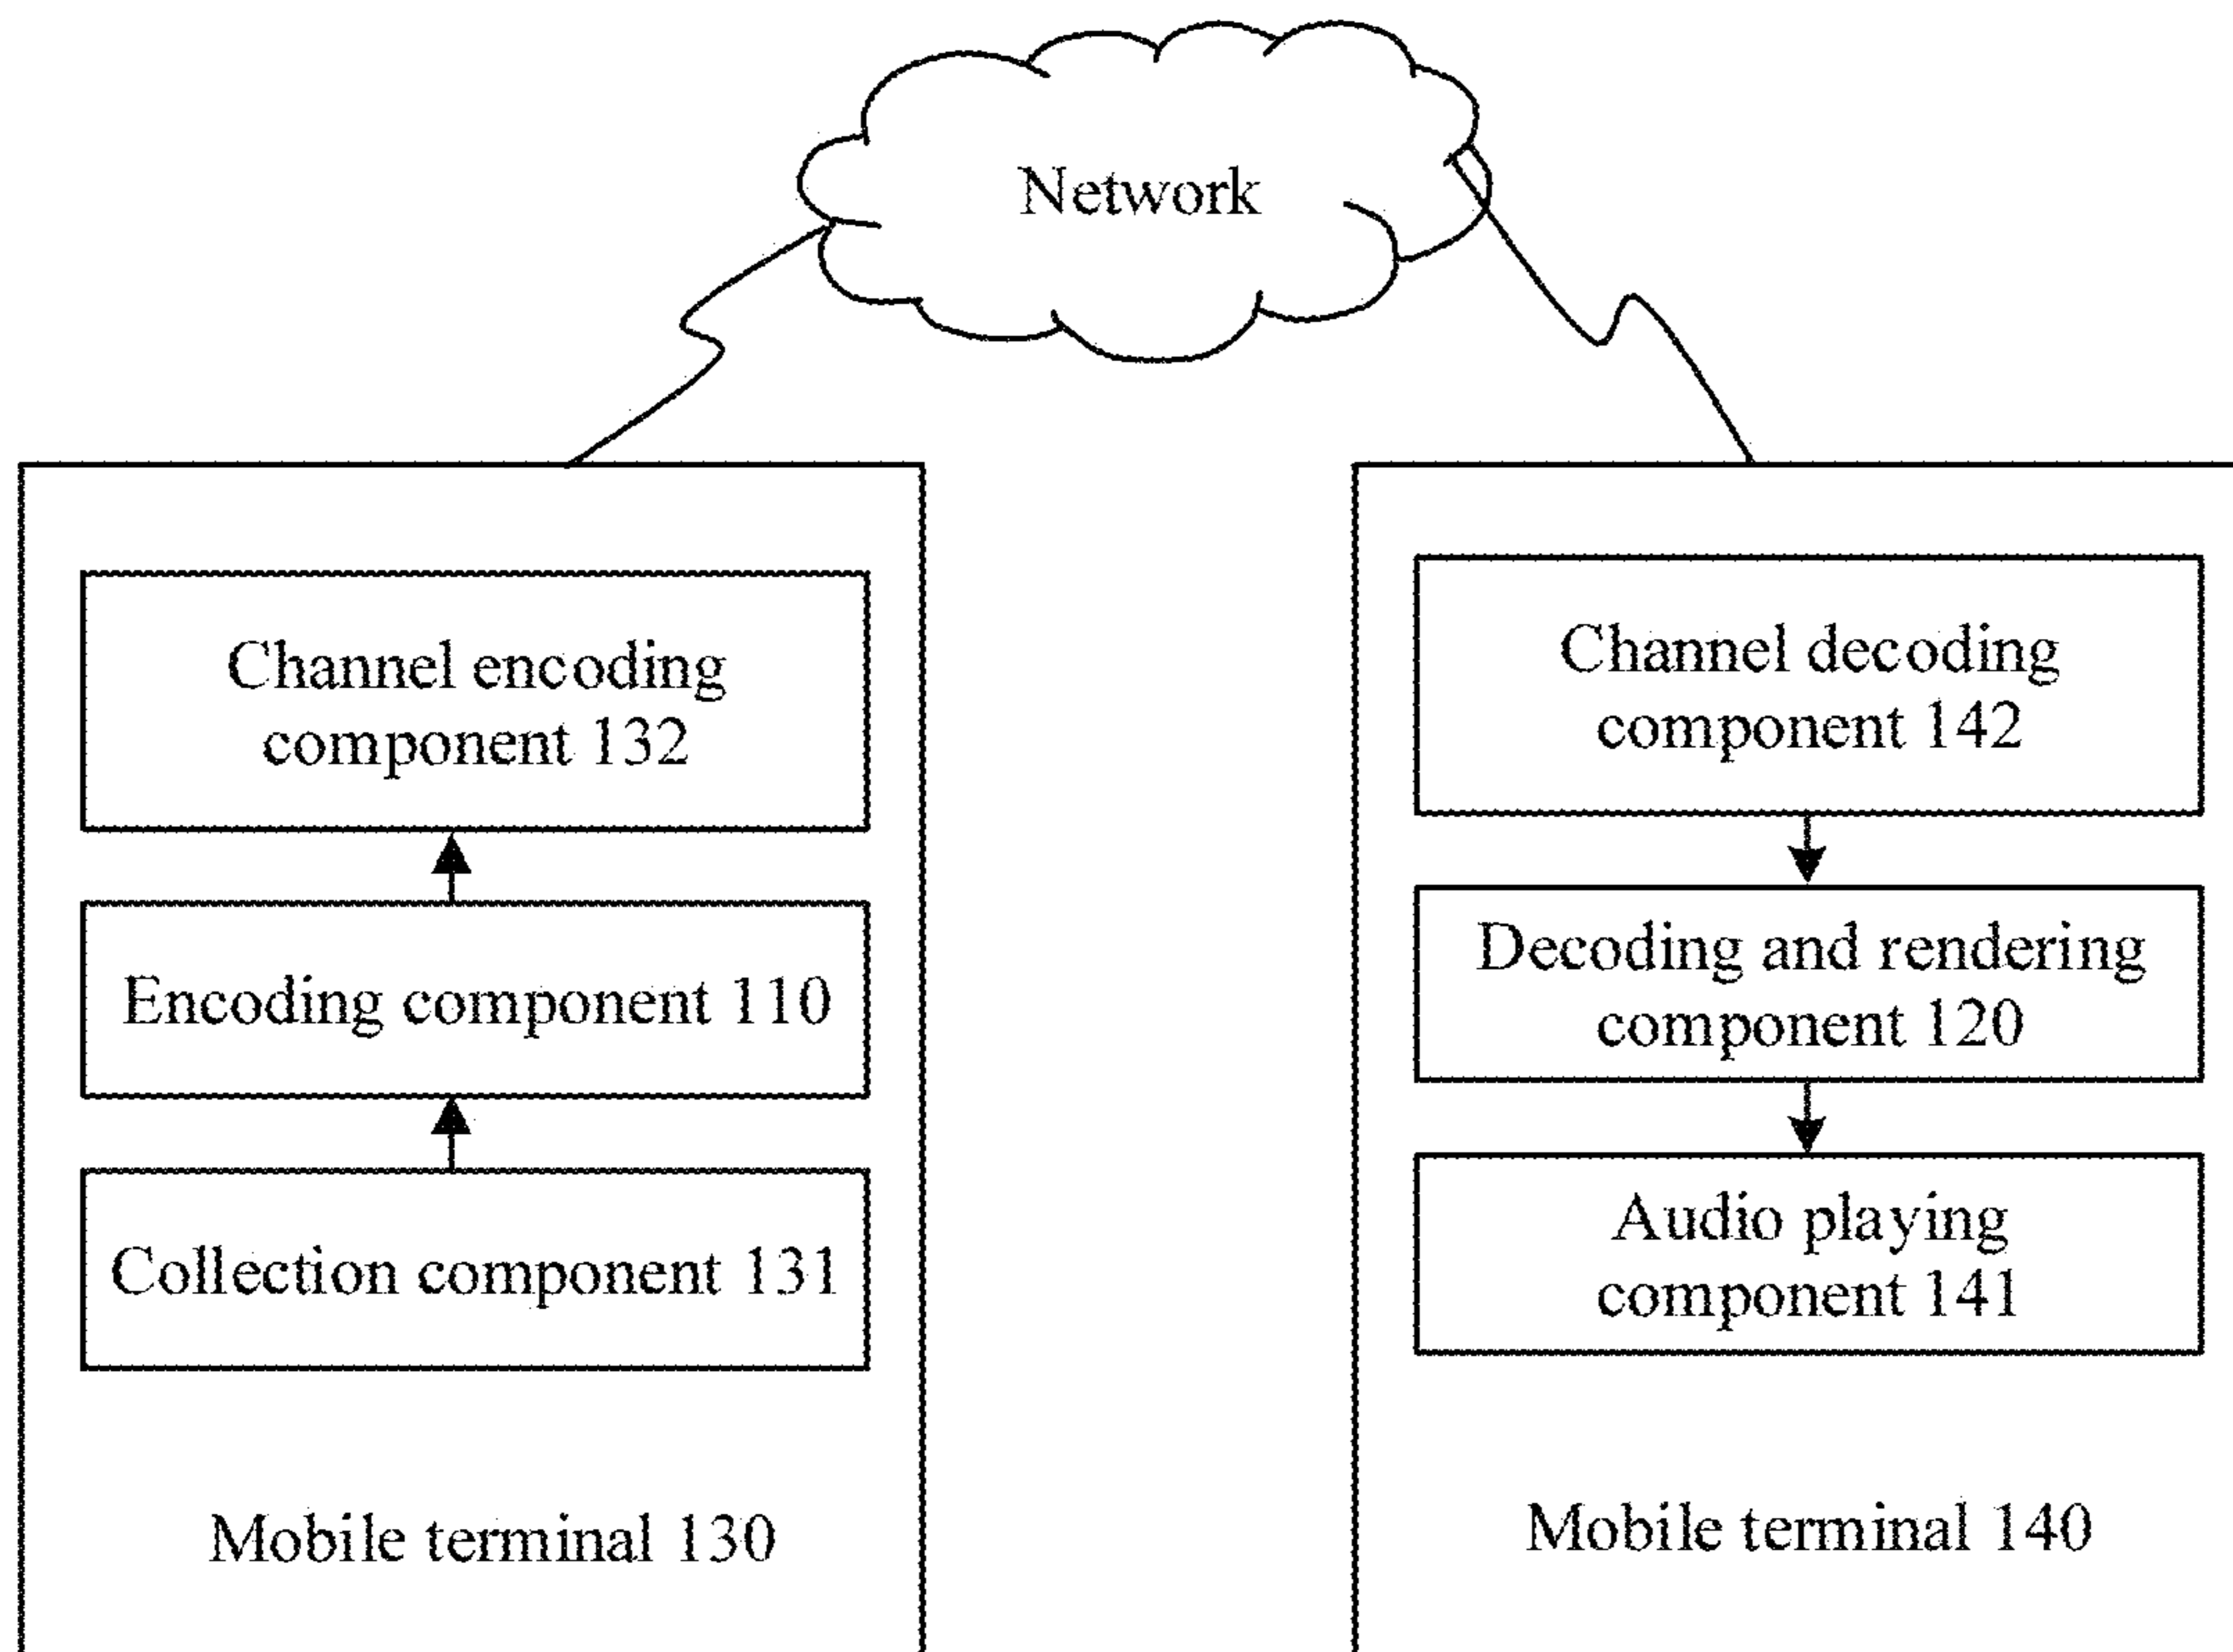 Network
Channel encoding
component 132
Encoding component 110
Collection component 131
Mobile terminal 130
Channel decoding
component 142
Decoding and rendering
component 120
Audio playing
component 141
Mobile terminal 140